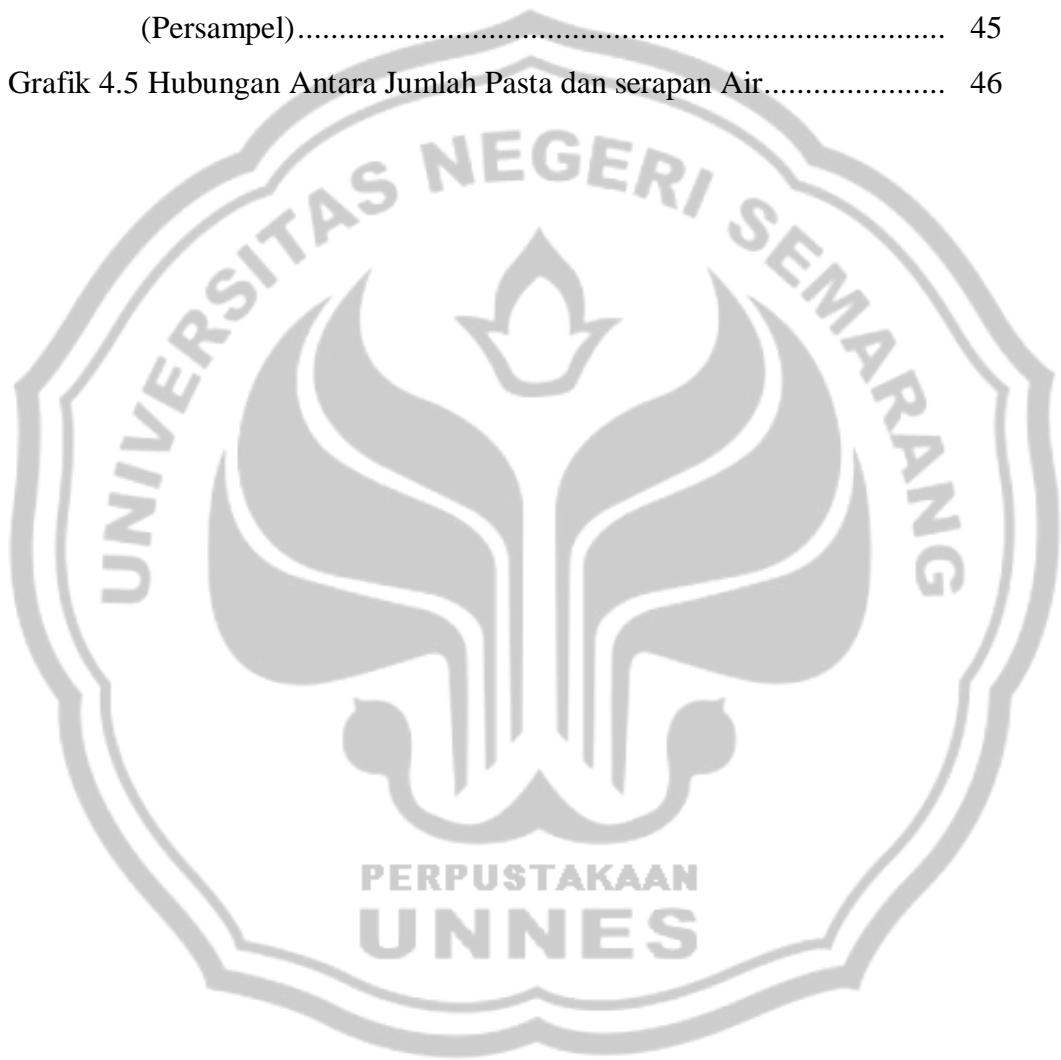 (Persampel)............................................................................. 45
Grafik 4.5 Hubungan Antara Jumlah Pasta dan serapan Air...................... 46
UNIVERSITAS NEGERI SEMARANG
PERPUSTAKAAN
UNNES